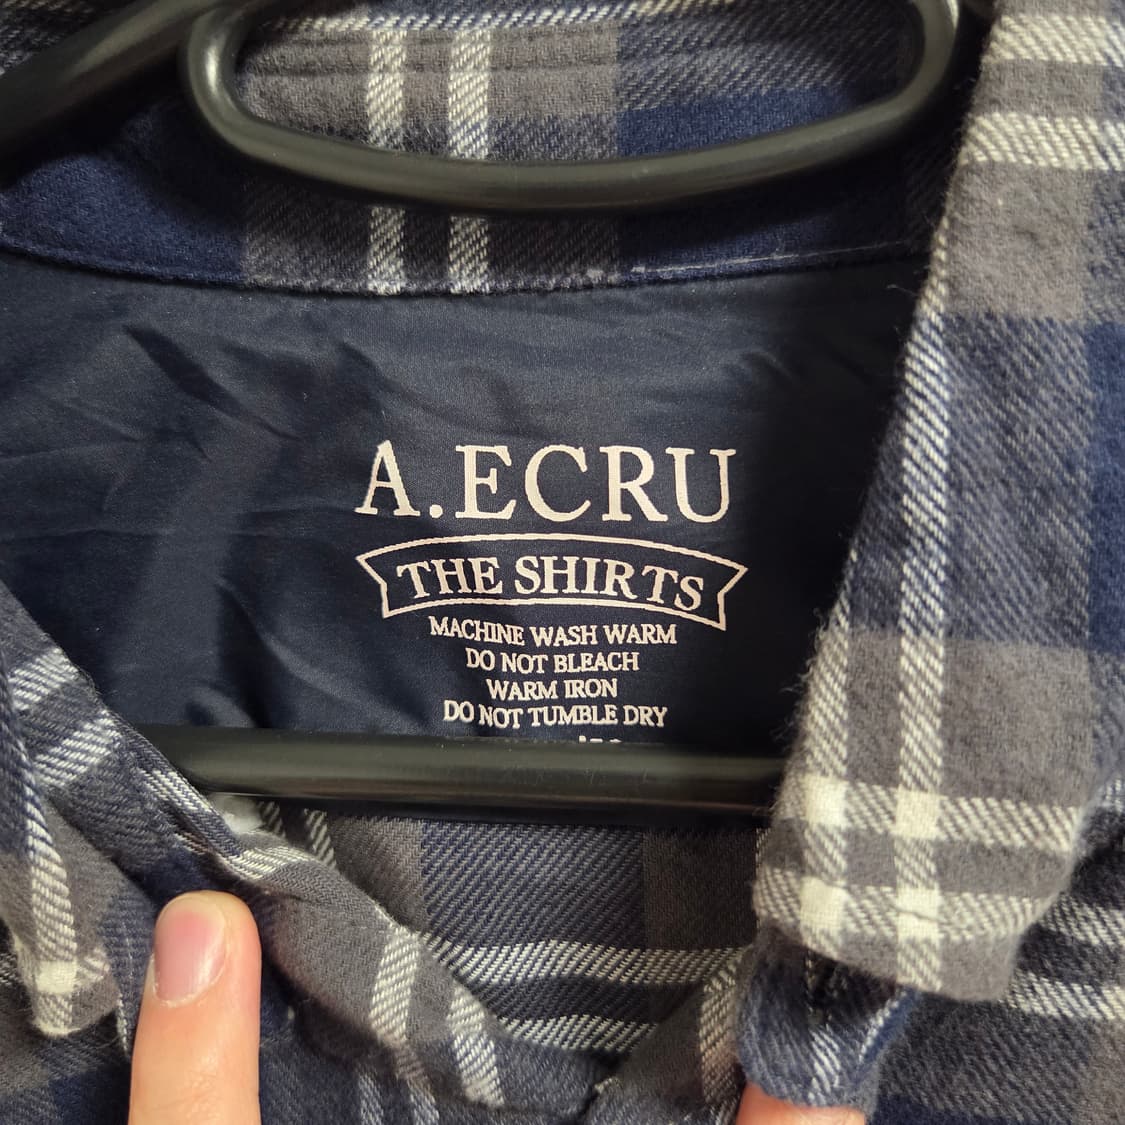 A.ECRU
THE SHIRTS
MACHINE WASH WARM
DO NOT BLEACH
WARM IRON
DO NOT TUMBLE DRY